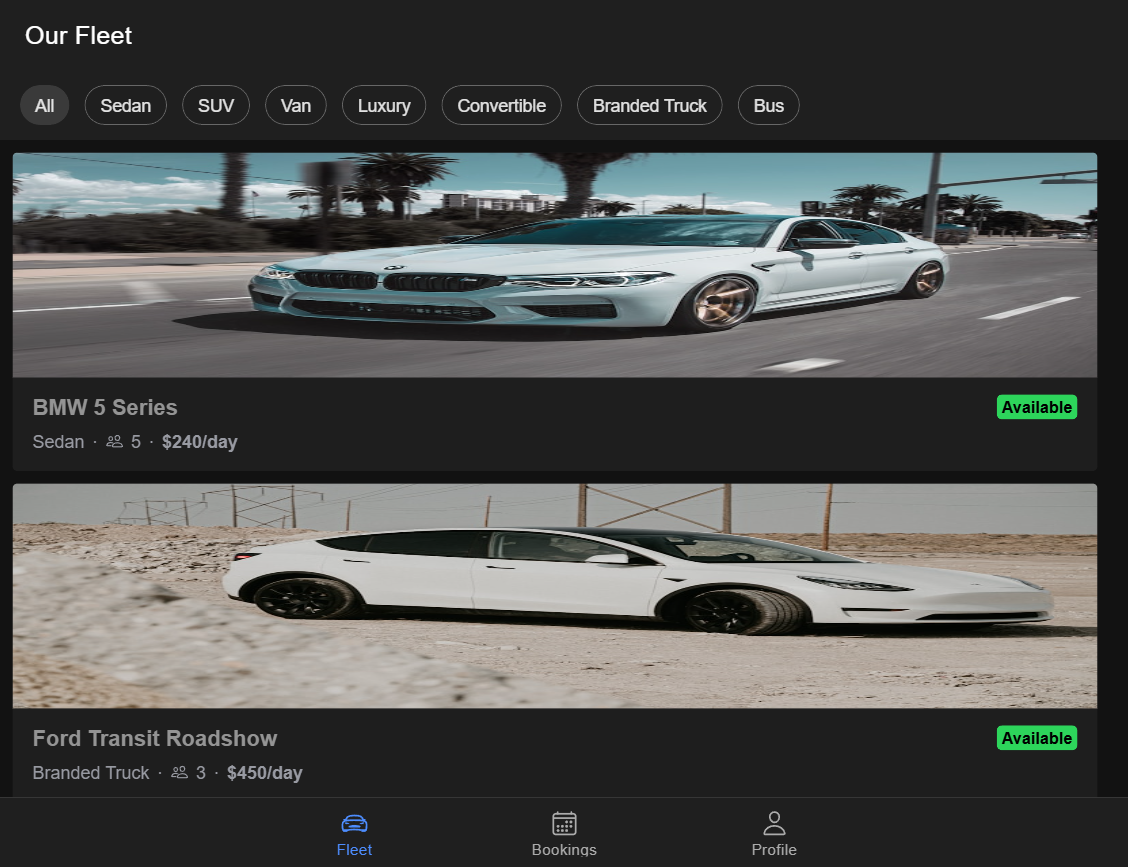 Our Fleet
All Sedan SUV Van Luxury Convertible Branded Truck Bus
BMW 5 Series Available
Sedan · 5 · $240/day
Ford Transit Roadshow Available
Branded Truck · 3 · $450/day
Fleet Bookings Profile